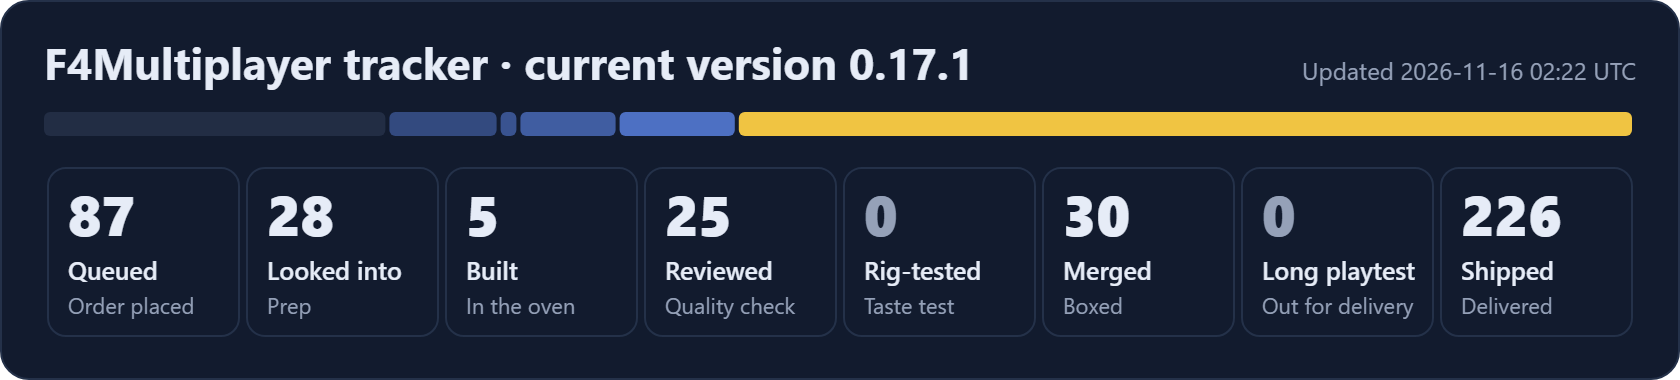 F4Multiplayer tracker · current version 0.17.1
Updated 2026-11-16 02:22 UTC
87
Queued
Order placed
28
Looked into
Prep
5
Built
In the oven
25
Reviewed
Quality check
0
Rig-tested
Taste test
30
Merged
Boxed
0
Long playtest
Out for delivery
226
Shipped
Delivered